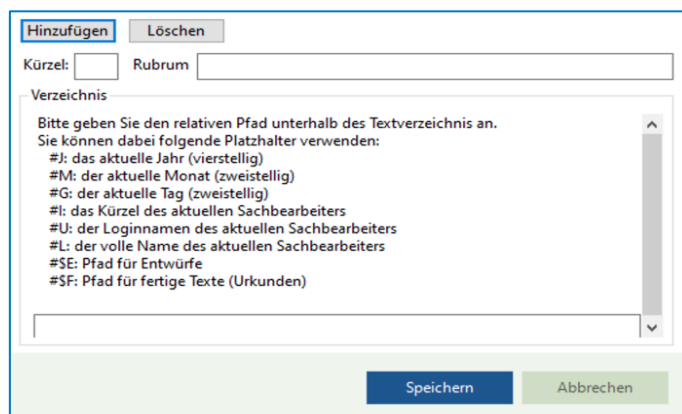 Hinzufügen Löschen
Kürzel: Rubrum
Verzeichnis
Bitte geben Sie den relativen Pfad unterhalb des Textverzeichnis an.
Sie können dabei folgende Platzhalter verwenden:
#J: das aktuelle Jahr (vierstellig)
#M: der aktuelle Monat (zweistellig)
#G: der aktuelle Tag (zweistellig)
#I: das Kürzel des aktuellen Sachbearbeiters
#U: der Loginnamen des aktuellen Sachbearbeiters
#L: der volle Name des aktuellen Sachbearbeiters
#$E: Pfad für Entwürfe
#$F: Pfad für fertige Texte (Urkunden)
Speichern Abbrechen